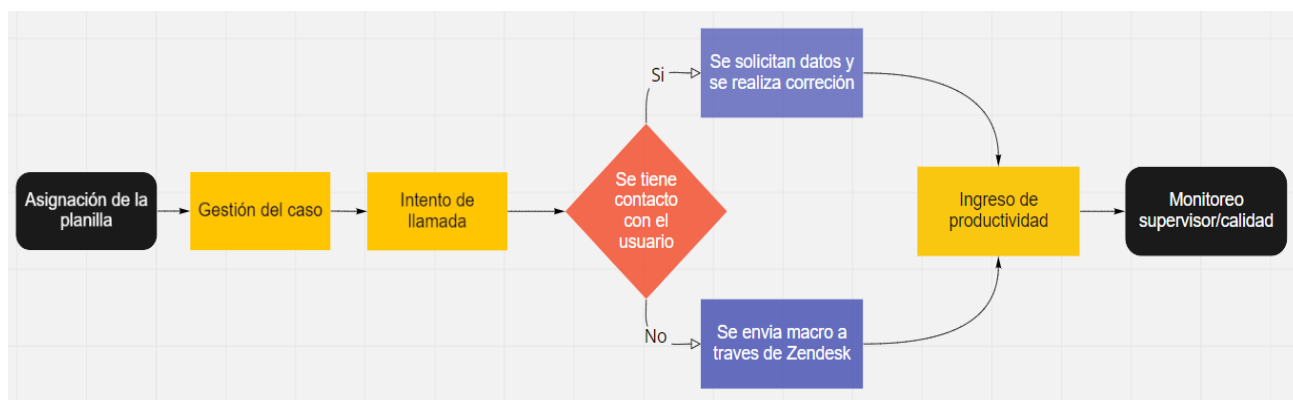 Asignación de la
planilla
Gestión del caso
Intento de
llamada
Se tiene
contacto
con el
usuario
Si
Se solicitan datos y
se realiza correción
No
Se envia macro a
traves de Zendesk
Ingreso de
productividad
Monitoreo
supervisor/calidad